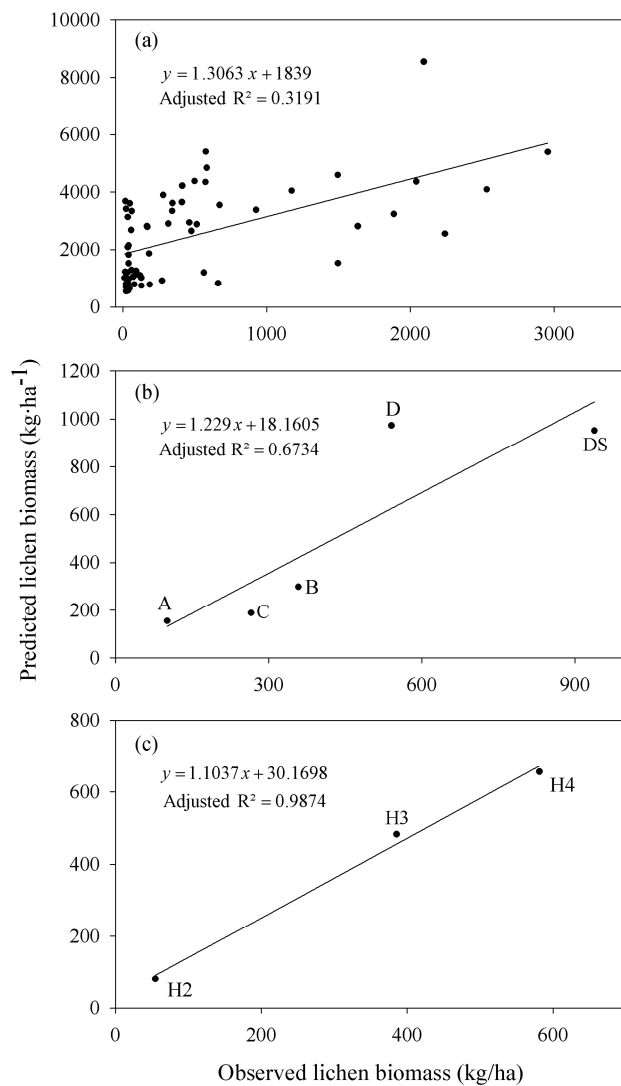 (a)
y = 1.3063 x + 1839
Adjusted R² = 0.3191
10000
8000
6000
4000
2000
0
0 1000 2000 3000
(b)
y = 1.229 x + 18.1605
Adjusted R² = 0.6734
1200
1000
800
600
400
200
0
D
DS
B
A
C
0 300 600 900
(c)
y = 1.1037 x + 30.1698
Adjusted R² = 0.9874
800
600
400
200
0
H4
H3
H2
0 200 400 600
Predicted lichen biomass (kg·ha⁻¹)
Observed lichen biomass (kg/ha)